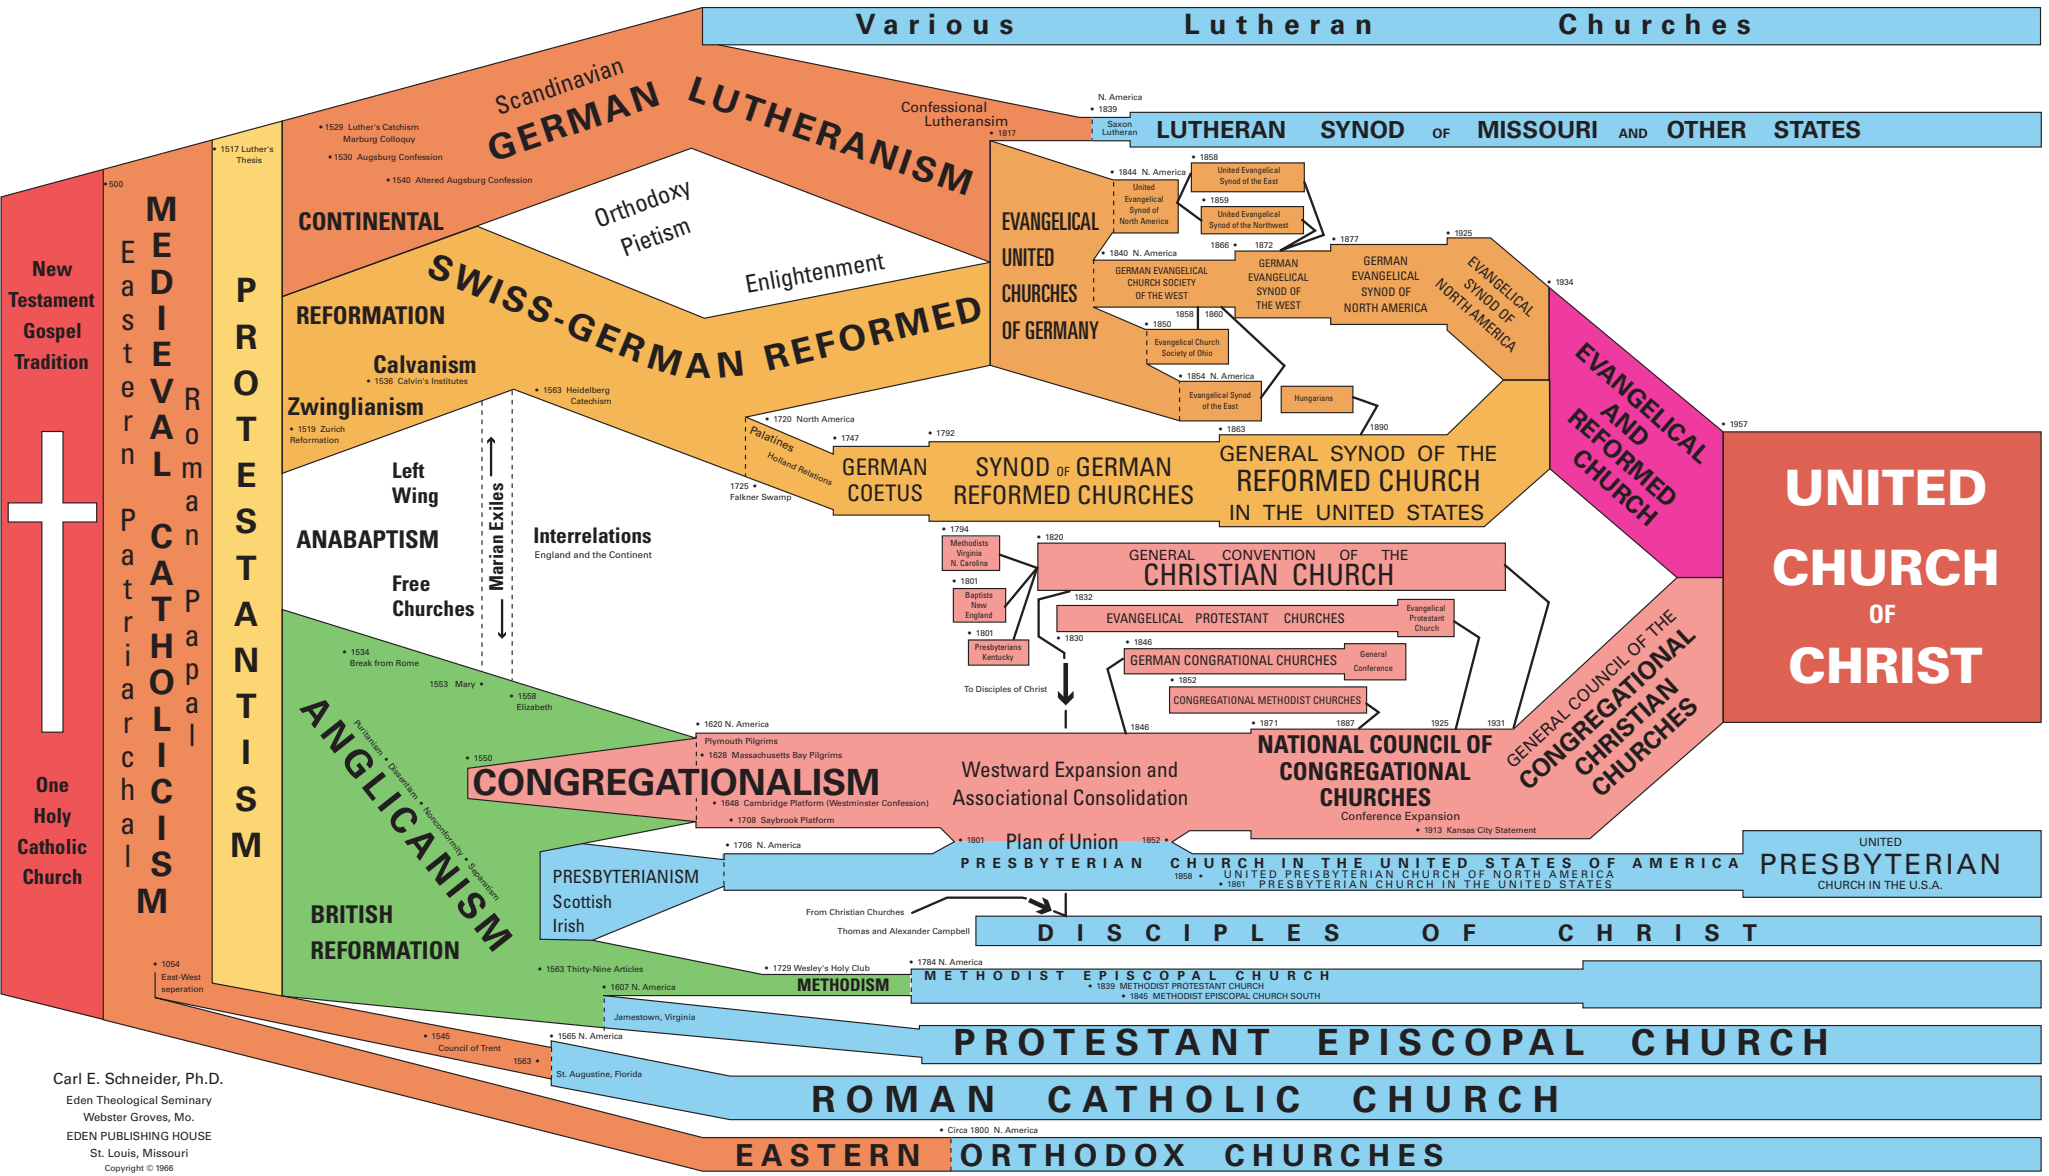 Various Lutheran Churches
Scandinavian
GERMAN LUTHERANISM
• 1529 Luther's Catchism
Marburg Colloquy
• 1530 Augsburg Confession
• 1540 Altered Augsburg Confession
CONTINENTAL
Confessional
Lutheransim
• 1817
N. America
• 1839
Saxon
Lutheran
LUTHERAN SYNOD OF MISSOURI AND OTHER STATES
• 1517 Luther's
Thesis
• 500
New
Testament
Gospel
Tradition
One
Holy
Catholic
Church
Eastern Patriarchal
MEDIEVAL CATHOLICISM
Roman Papal
PROTESTANTISM
• 1054
East-West
seperation
Orthodoxy
Pietism
Enlightenment
REFORMATION
SWISS-GERMAN REFORMED
Calvanism
• 1536 Calvin's Institutes
Zwinglianism
• 1519 Zurich
Reformation
• 1563 Heidelberg
Catechism
EVANGELICAL
UNITED
CHURCHES
OF GERMANY
• 1844 N. America
United
Evangelical
Synod of
North America
• 1858
United Evangelical
Synod of the East
• 1859
United Evangelical
Synod of the Northwest
• 1840 N. America
GERMAN EVANGELICAL
CHURCH SOCIETY
OF THE WEST
1866 •
1872
GERMAN
EVANGELICAL
SYNOD OF
THE WEST
• 1877
GERMAN
EVANGELICAL
SYNOD OF
NORTH AMERICA
• 1925
EVANGELICAL
SYNOD OF
NORTH AMERICA
1858
1860
• 1850
Evangelical Church
Society of Ohio
• 1854 N. America
Evangelical Synod
of the East
Hungarians
• 1934
EVANGELICAL
AND
REFORMED
CHURCH
• 1957
UNITED
CHURCH
OF
CHRIST
• 1720 North America
Palatines
Holland Relations
1725 •
Falkner Swamp
• 1747
GERMAN
COETUS
• 1792
SYNOD OF GERMAN
REFORMED CHURCHES
• 1863
• 1890
GENERAL SYNOD OF THE
REFORMED CHURCH
IN THE UNITED STATES
Left
Wing
ANABAPTISM
Free
Churches
Marian Exiles
Interrelations
England and the Continent
• 1794
Methodists
Virginia
N. Carolina
• 1801
Baptists
New
England
• 1801
Presbyterians
Kentucky
• 1820
GENERAL CONVENTION OF THE
CHRISTIAN CHURCH
1832
EVANGELICAL PROTESTANT CHURCHES
Evangelical
Protestant
Church
• 1830
• 1846
GERMAN CONGRATIONAL CHURCHES
General
Conference
• 1852
CONGREGATIONAL METHODIST CHURCHES
To Disciples of Christ
• 1534
Break from Rome
1553 Mary •
• 1558
Elizabeth
ANGLICANISM
Puritanism • Dissentism • Nonconformity • Separatism
BRITISH
REFORMATION
• 1550
CONGREGATIONALISM
• 1620 N. America
Plymouth Pilgrims
• 1628 Massachusetts Bay Pilgrims
• 1648 Cambridge Platform (Westminster Confession)
• 1708 Saybrook Platform
Westward Expansion and
Associational Consolidation
1846
• 1871
1887
1925
1931
NATIONAL COUNCIL OF
CONGREGATIONAL
CHURCHES
Conference Expansion
• 1913 Kansas City Statement
GENERAL COUNCIL OF THE
CONGREGATIONAL
CHRISTIAN
CHURCHES
• 1801
Plan of Union
1852 •
PRESBYTERIANISM
Scottish
Irish
• 1706 N. America
PRESBYTERIAN CHURCH IN THE UNITED STATES OF AMERICA
1858 • UNITED PRESBYTERIAN CHURCH OF NORTH AMERICA
• 1861 PRESBYTERIAN CHURCH IN THE UNITED STATES
UNITED
PRESBYTERIAN
CHURCH IN THE U.S.A.
From Christian Churches
Thomas and Alexander Campbell
DISCIPLES OF CHRIST
• 1563 Thirty-Nine Articles
• 1729 Wesley's Holy Club
METHODISM
• 1784 N. America
METHODIST EPISCOPAL CHURCH
• 1839 METHODIST PROTESTANT CHURCH
• 1845 METHODIST EPISCOPAL CHURCH SOUTH
• 1607 N. America
Jamestown, Virginia
PROTESTANT EPISCOPAL CHURCH
• 1545
Council of Trent
1563 •
• 1565 N. America
St. Augustine, Florida
ROMAN CATHOLIC CHURCH
• Circa 1800 N. America
EASTERN ORTHODOX CHURCHES
Carl E. Schneider, Ph.D.
Eden Theological Seminary
Webster Groves, Mo.
EDEN PUBLISHING HOUSE
St. Louis, Missouri
Copyright © 1966